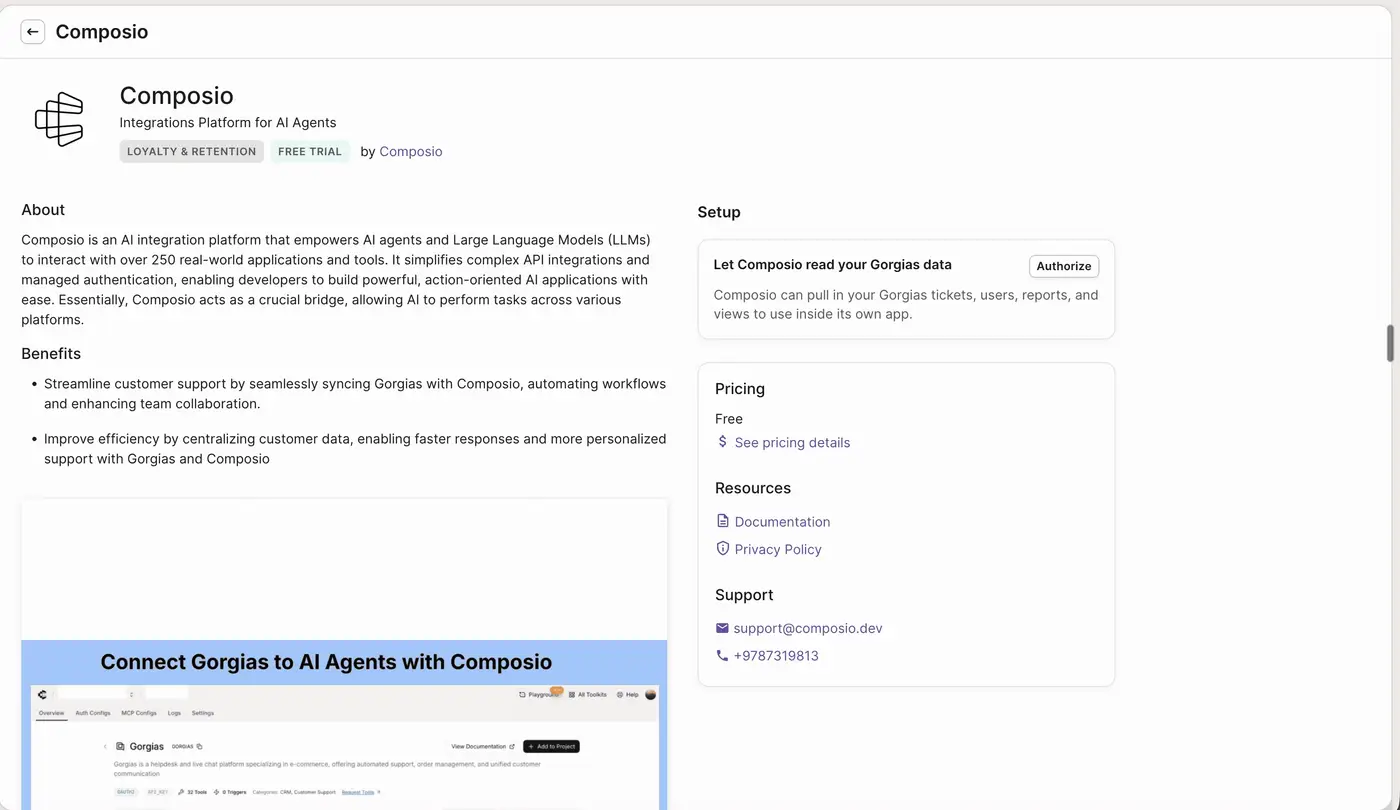 Composio
Composio
Integrations Platform for AI Agents
LOYALTY & RETENTION FREE TRIAL by Composio
About
Composio is an AI integration platform that empowers AI agents and Large Language Models (LLMs)
to interact with over 250 real-world applications and tools. It simplifies complex API integrations and
managed authentication, enabling developers to build powerful, action-oriented AI applications with
ease. Essentially, Composio acts as a crucial bridge, allowing AI to perform tasks across various
platforms.
Benefits
• Streamline customer support by seamlessly syncing Gorgias with Composio, automating workflows
and enhancing team collaboration.
• Improve efficiency by centralizing customer data, enabling faster responses and more personalized
support with Gorgias and Composio
Connect Gorgias to AI Agents with Composio
Playground All Toolkits Help
Overview Auth Configs MCP Configs Logs Settings
Gorgias GORGIAS View Documentation + Add to Project
Gorgias is a helpdesk and live chat platform specializing in e-commerce, offering automated support, order management, and unified customer
communication
OAUTH2 API_KEY 32 Tools 0 Triggers Categories: CRM, Customer Support Request Tools
Setup
Let Composio read your Gorgias data
Authorize
Composio can pull in your Gorgias tickets, users, reports, and
views to use inside its own app.
Pricing
Free
$ See pricing details
Resources
Documentation
Privacy Policy
Support
support@composio.dev
+9787319813